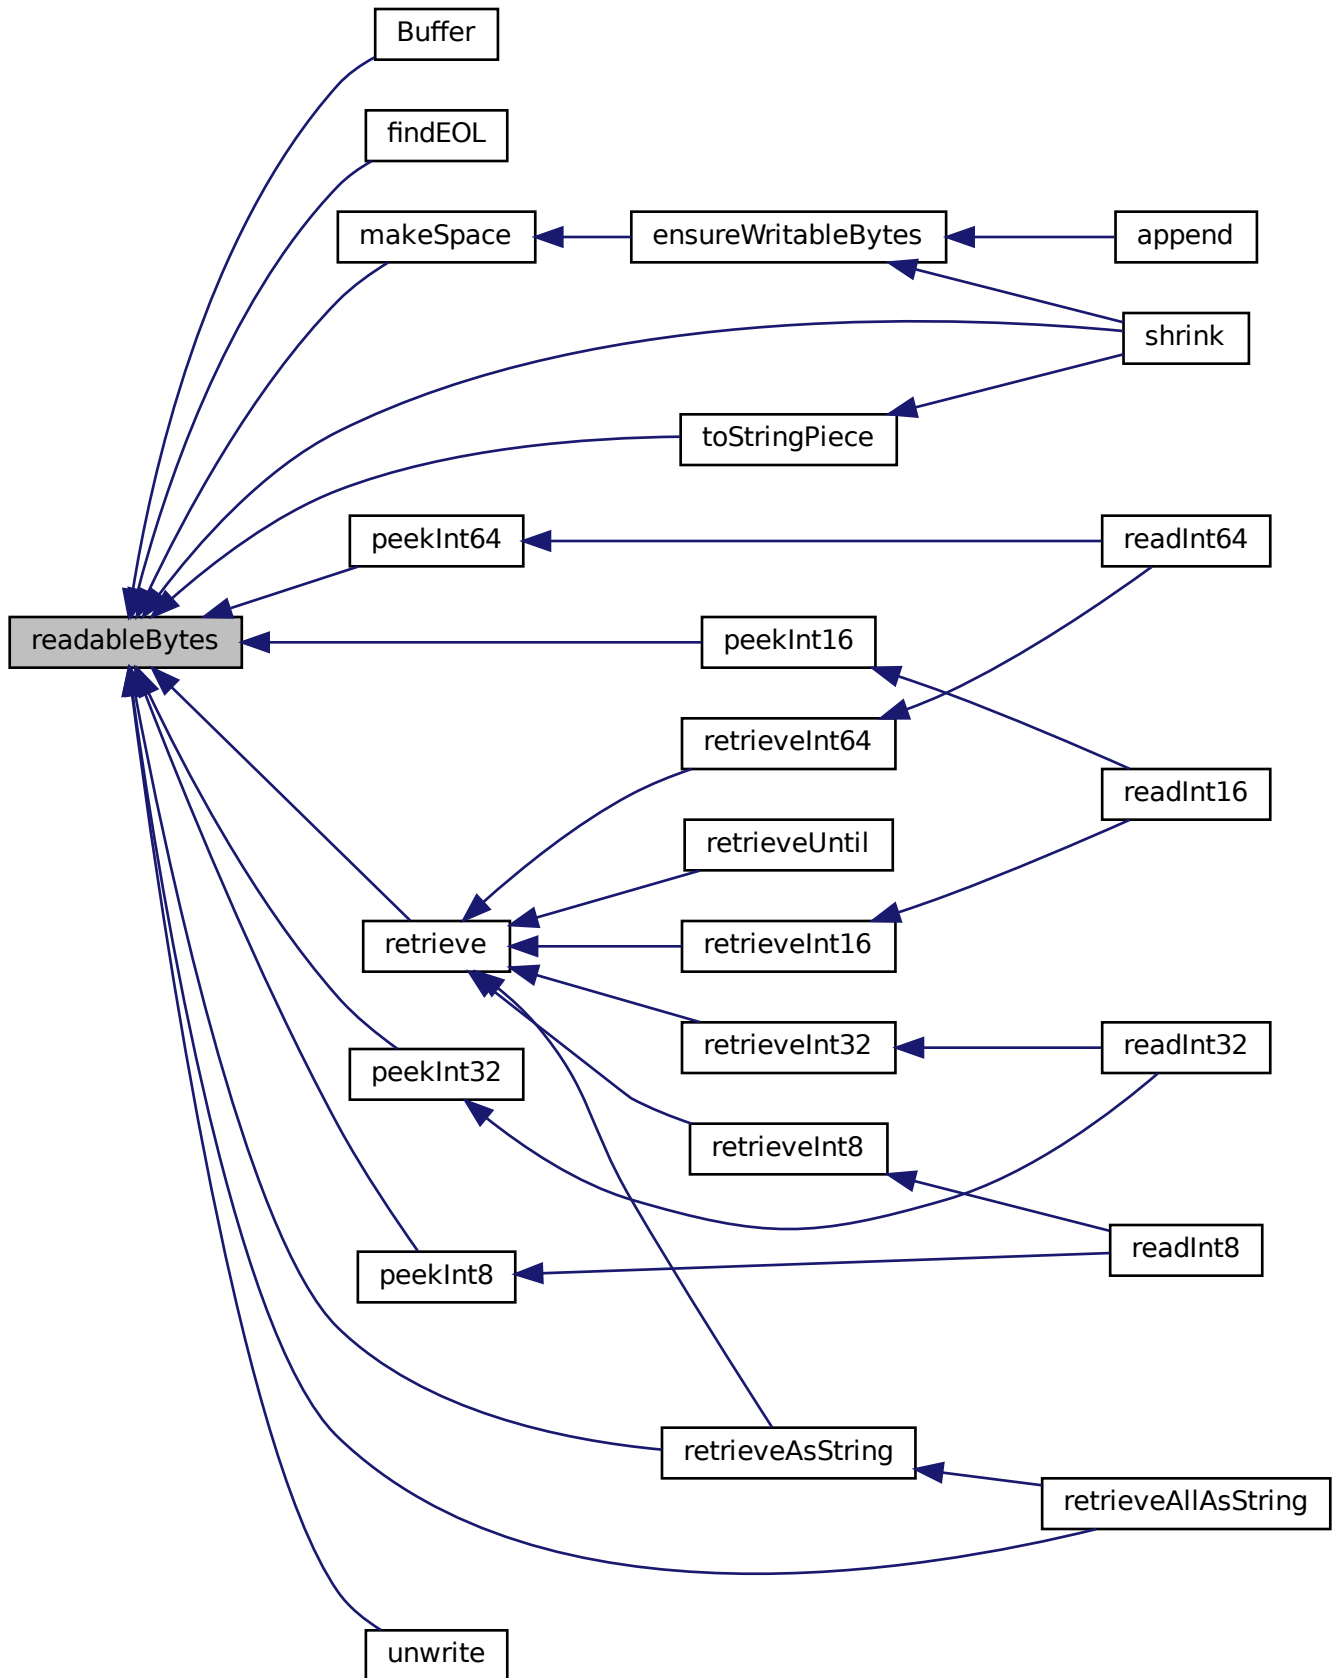 Buffer
findEOL
makeSpace
ensureWritableBytes
append
shrink
toStringPiece
peekInt64
readInt64
readableBytes
peekInt16
retrieveInt64
readInt16
retrieveUntil
retrieve
retrieveInt16
retrieveInt32
readInt32
peekInt32
retrieveInt8
readInt8
peekInt8
retrieveAsString
retrieveAllAsString
unwrite